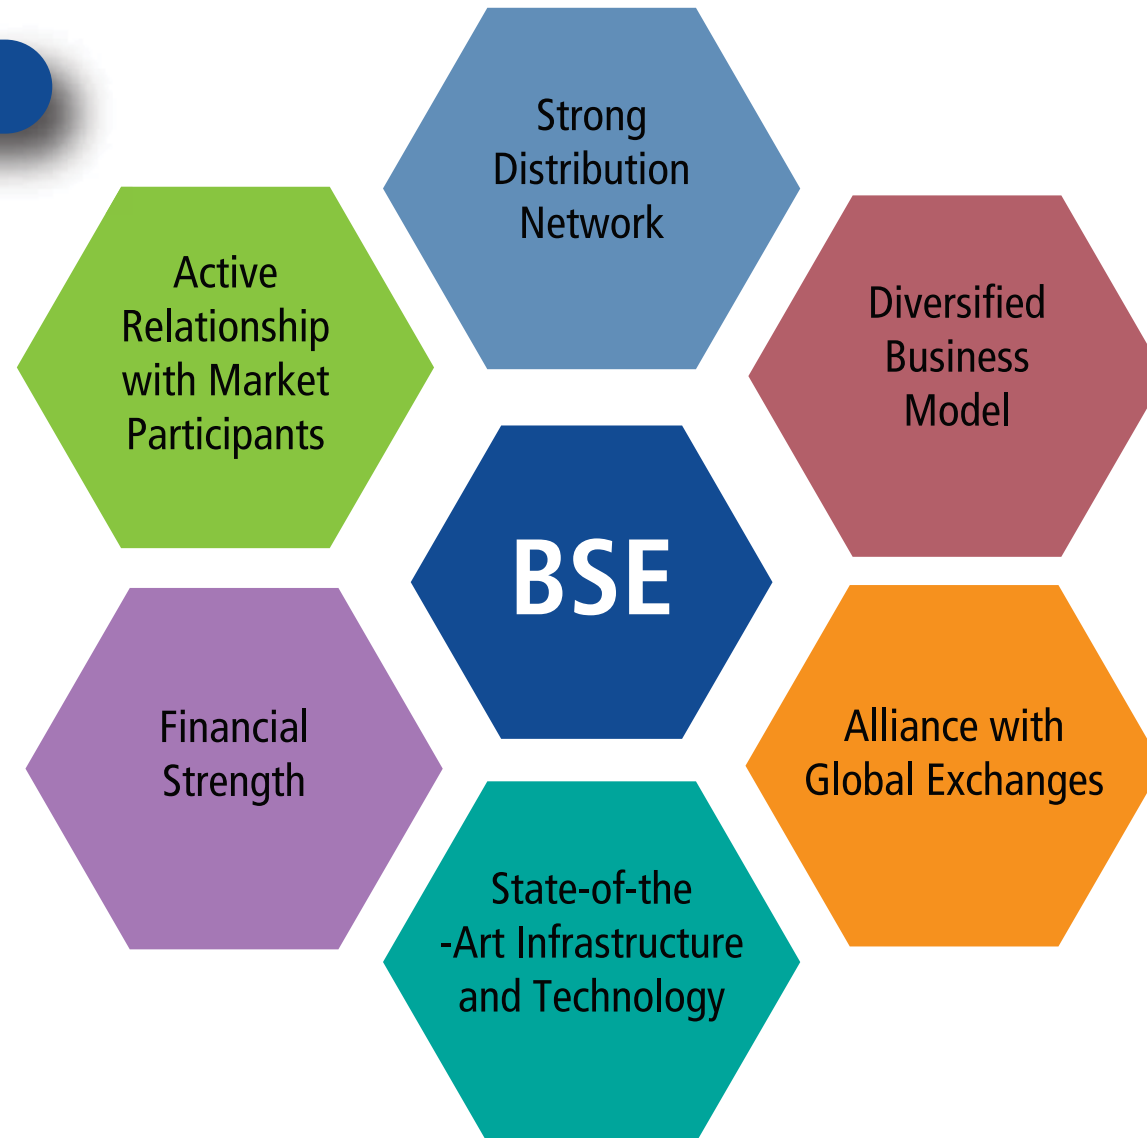 Strong
Distribution
Network
Active
Relationship
with Market
Participants
Diversified
Business
Model
BSE
Financial
Strength
Alliance with
Global Exchanges
State-of-the
-Art Infrastructure
and Technology